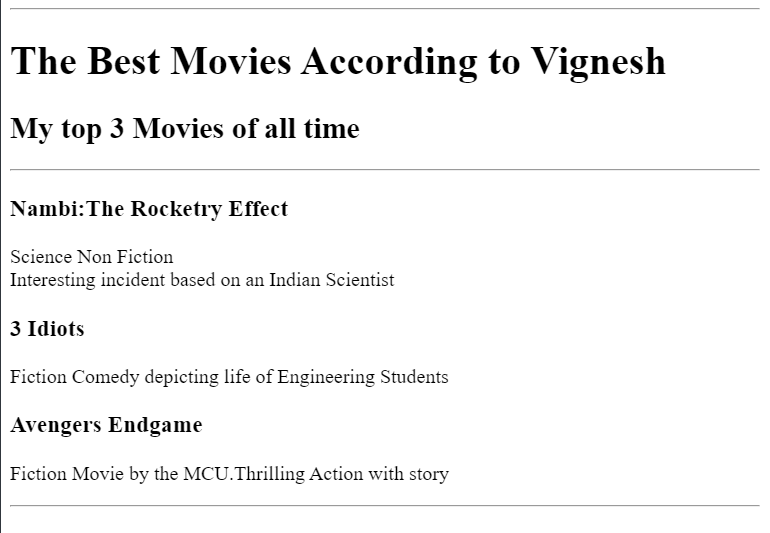 The Best Movies According to Vignesh
My top 3 Movies of all time
Nambi:The Rocketry Effect
Science Non Fiction
Interesting incident based on an Indian Scientist
3 Idiots
Fiction Comedy depicting life of Engineering Students
Avengers Endgame
Fiction Movie by the MCU.Thrilling Action with story